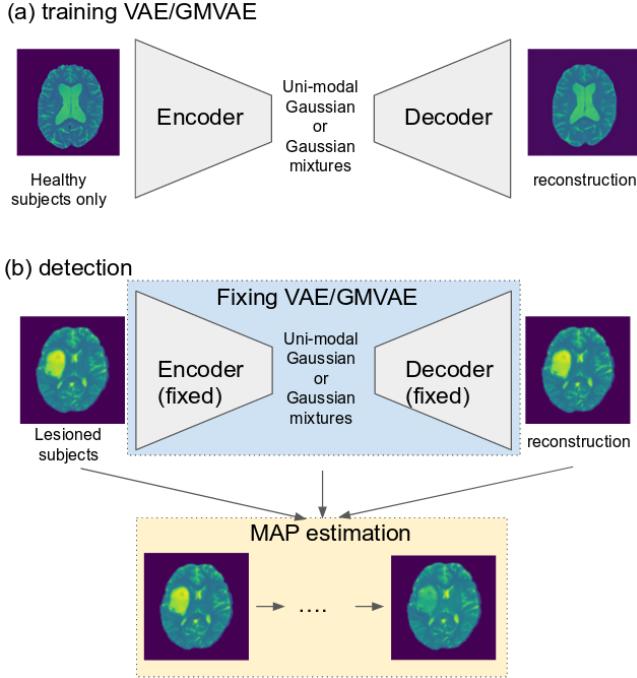 (a) training VAE/GMVAE
Encoder
Uni-modal
Gaussian
or
Gaussian
mixtures
Decoder
Healthy
subjects only
reconstruction
(b) detection
Fixing VAE/GMVAE
Encoder
(fixed)
Uni-modal
Gaussian
or
Gaussian
mixtures
Decoder
(fixed)
Lesioned
subjects
reconstruction
MAP estimation
....